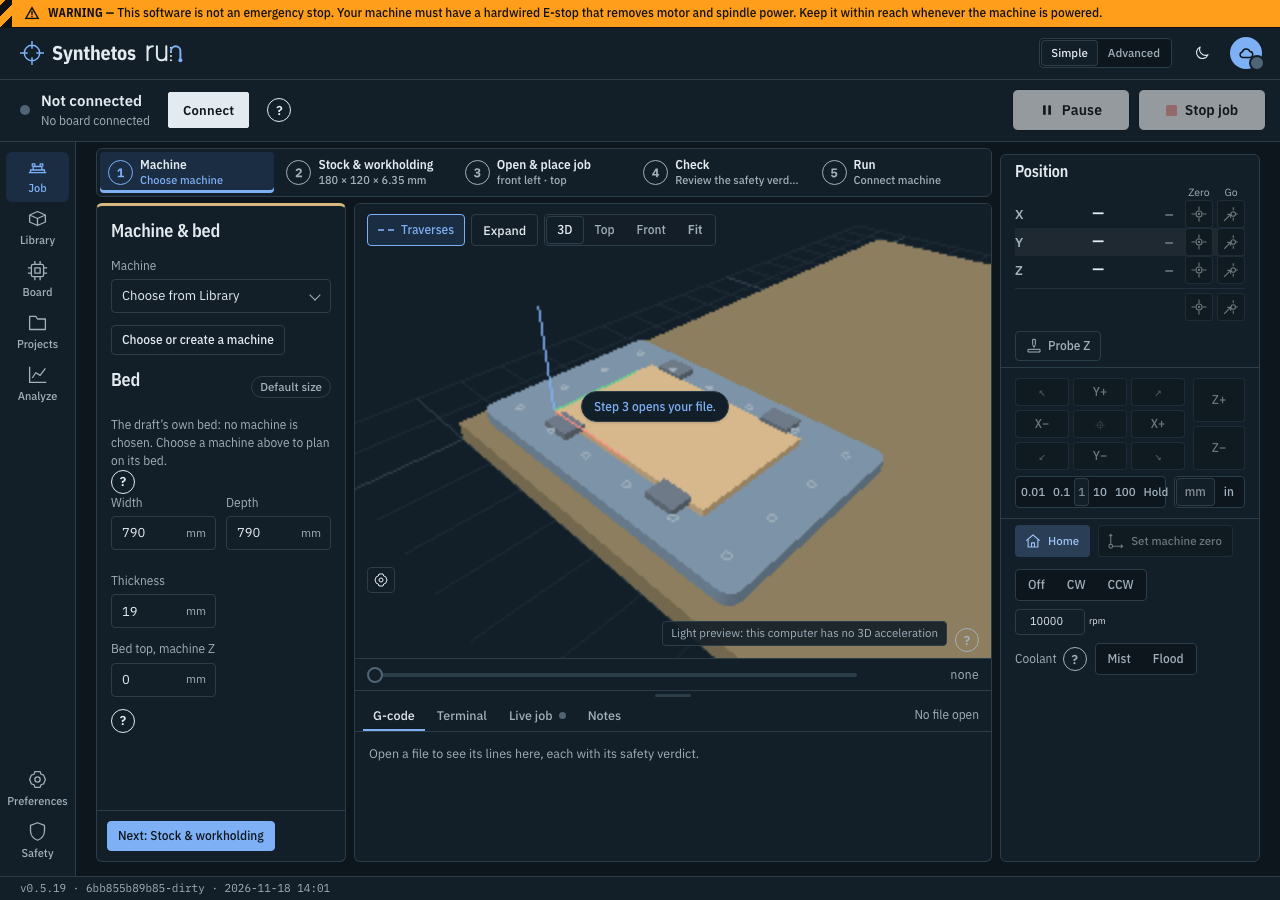 WARNING — This software is not an emergency stop. Your machine must have a hardwired E-stop that removes motor and spindle power. Keep it within reach whenever the machine is powered.
Synthetos run
Simple
Advanced
Not connected
No board connected
Connect
?
Pause
Stop job
Job
Library
Board
Projects
Analyze
Preferences
Safety
1
Machine
Choose machine
2
Stock & workholding
180 × 120 × 6.35 mm
3
Open & place job
front left · top
4
Check
Review the safety verd...
5
Run
Connect machine
Machine & bed
Machine
Choose from Library
Choose or create a machine
Bed
Default size
The draft's own bed: no machine is
chosen. Choose a machine above to plan
on its bed.
?
Width
Depth
790 mm
790 mm
Thickness
19 mm
Bed top, machine Z
0 mm
?
Next: Stock & workholding
Traverses
Expand
3D
Top
Front
Fit
Step 3 opens your file.
Light preview: this computer has no 3D acceleration
?
none
G-code
Terminal
Live job
Notes
No file open
Open a file to see its lines here, each with its safety verdict.
Position
Zero
Go
X — –
Y — –
Z — –
Probe Z
↖ Y+ ↗ Z+
X− X+
↙ Y− ↘ Z−
0.01 0.1 1 10 100 Hold
mm in
Home
Set machine zero
Off CW CCW
10000 rpm
Coolant ? Mist Flood
v0.5.19 · 6bb855b89b85-dirty · 2026-11-18 14:01